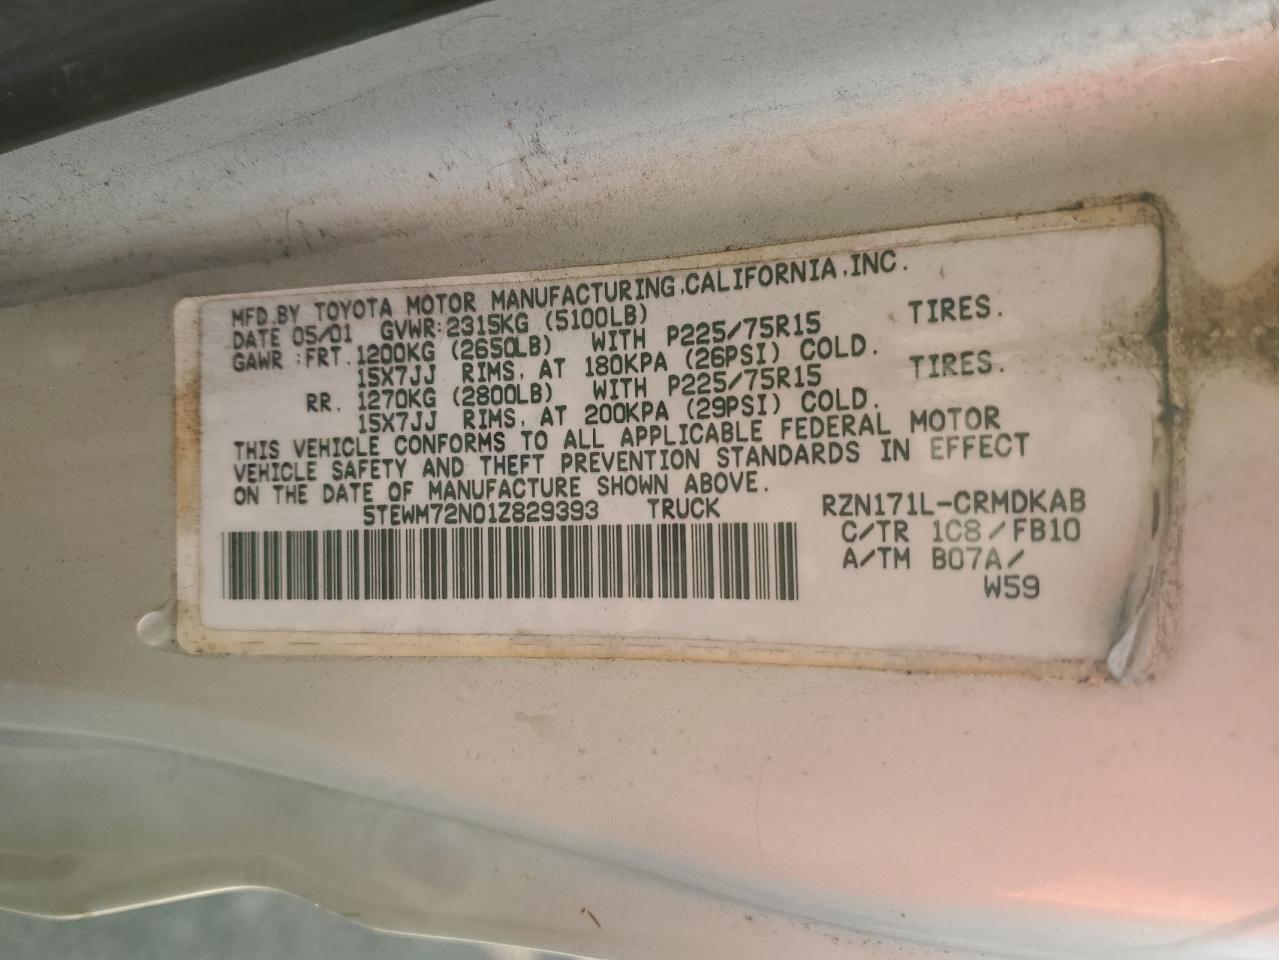 MFD.BY TOYOTA MOTOR MANUFACTURING,CALIFORNIA,INC.
DATE 05/01 GVWR:2315KG (5100LB)
GAWR :FRT. 1200KG (2650LB) WITH P225/75R15 TIRES.
15X7JJ RIMS, AT 180KPA (26PSI) COLD.
RR. 1270KG (2800LB) WITH P225/75R15 TIRES.
15X7JJ RIMS, AT 200KPA (29PSI) COLD.
THIS VEHICLE CONFORMS TO ALL APPLICABLE FEDERAL MOTOR
VEHICLE SAFETY AND THEFT PREVENTION STANDARDS IN EFFECT
ON THE DATE OF MANUFACTURE SHOWN ABOVE.
5TEWM72N01Z829393 TRUCK RZN171L-CRMDKAB
C/TR 1C8/FB10
A/TM B07A/
W59